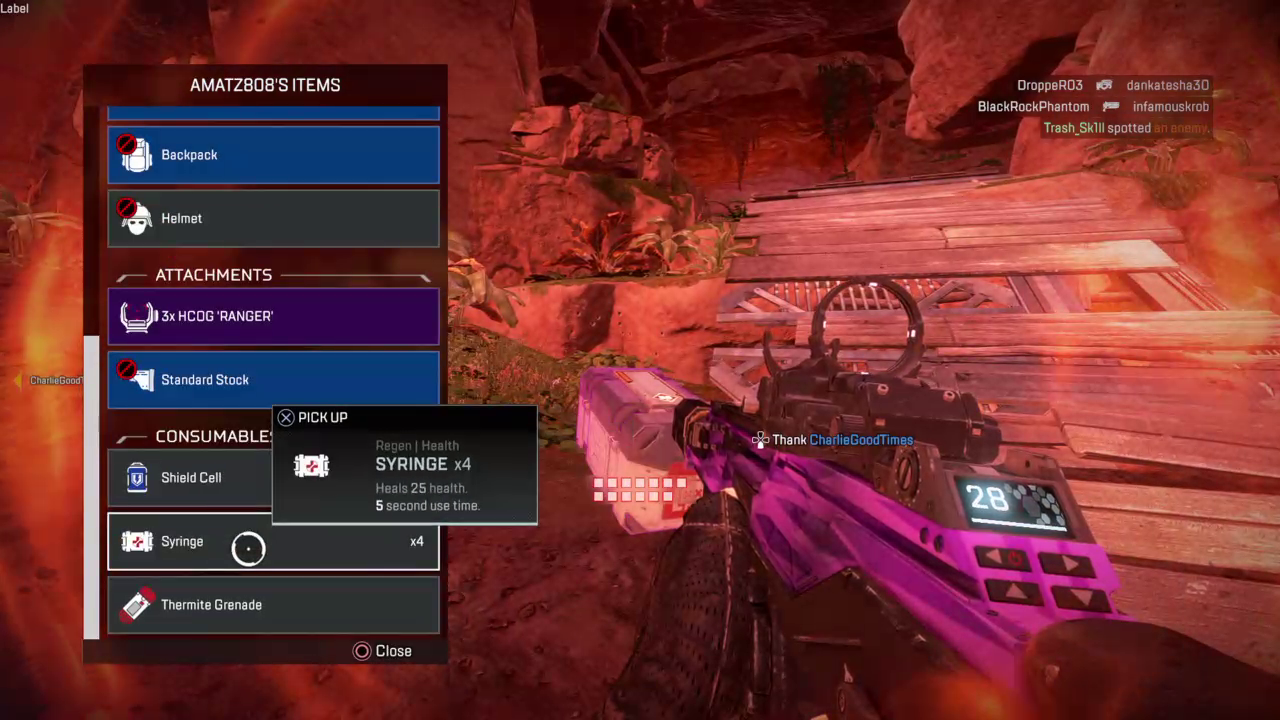 Label
AMATZ808'S ITEMS
Backpack
Helmet
ATTACHMENTS
3x HCOG 'RANGER'
Standard Stock
CONSUMABLES
Shield Cell
Syringe x4
Thermite Grenade
Close
PICK UP
Regen | Health
SYRINGE x4
Heals 25 health.
5 second use time.
DroppeR03 dankatesha30
BlackRockPhantom infamouskrob
Trash_Sk1ll spotted an enemy.
CharlieGoodT
Thank CharlieGoodTimes
28